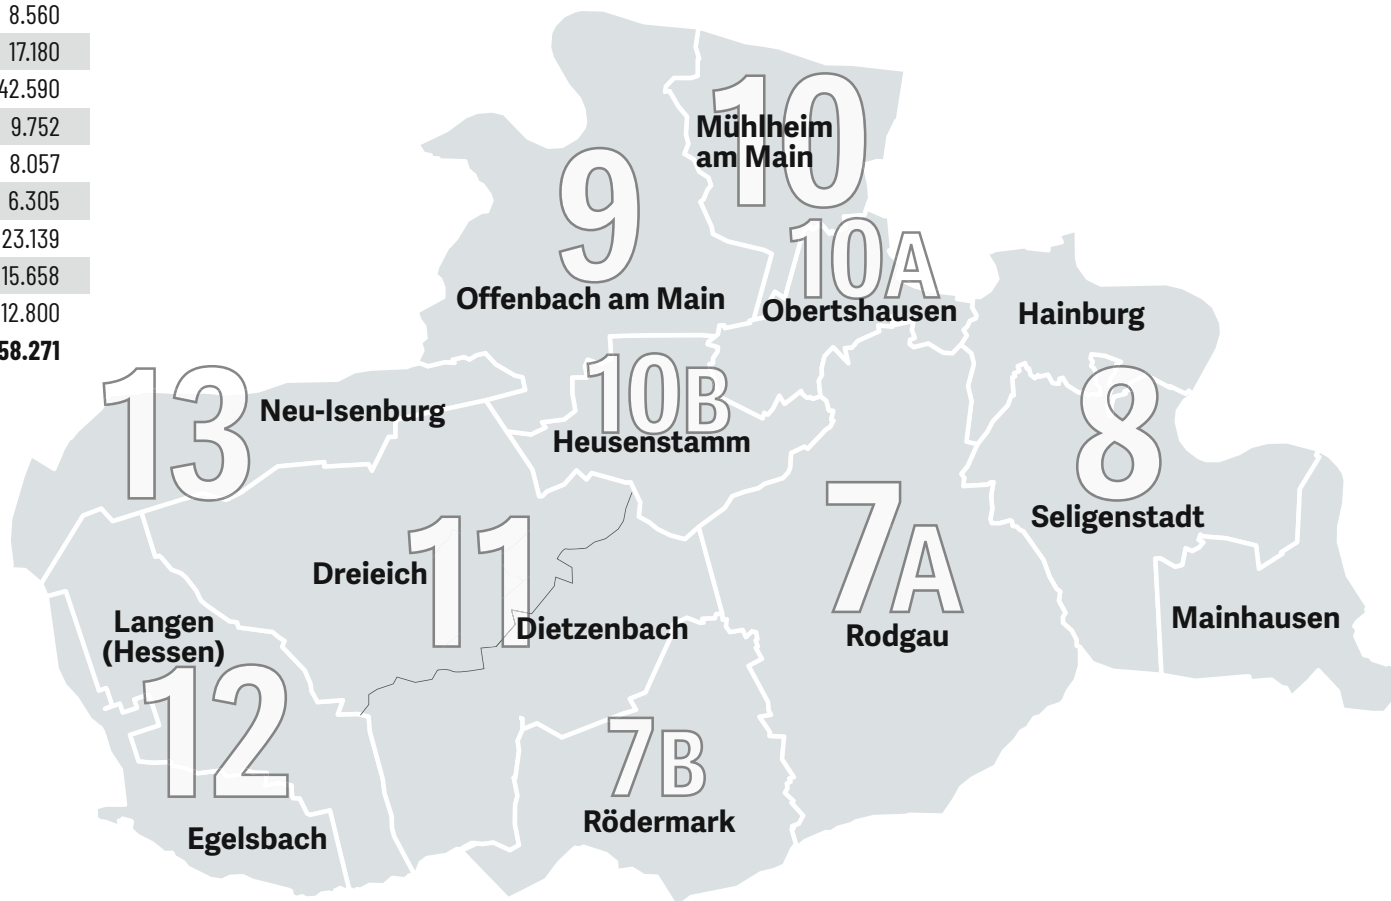 8.560
17.180
42.590
9.752
8.057
6.305
23.139
15.658
12.800
58.271
10
Mühlheim
am Main
9
Offenbach am Main
10A
Obertshausen
Hainburg
13
Neu-Isenburg
10B
Heusenstamm
8
Seligenstadt
7A
Rodgau
11
Dreieich
Dietzenbach
Mainhausen
Langen
(Hessen)
12
Egelsbach
7B
Rödermark